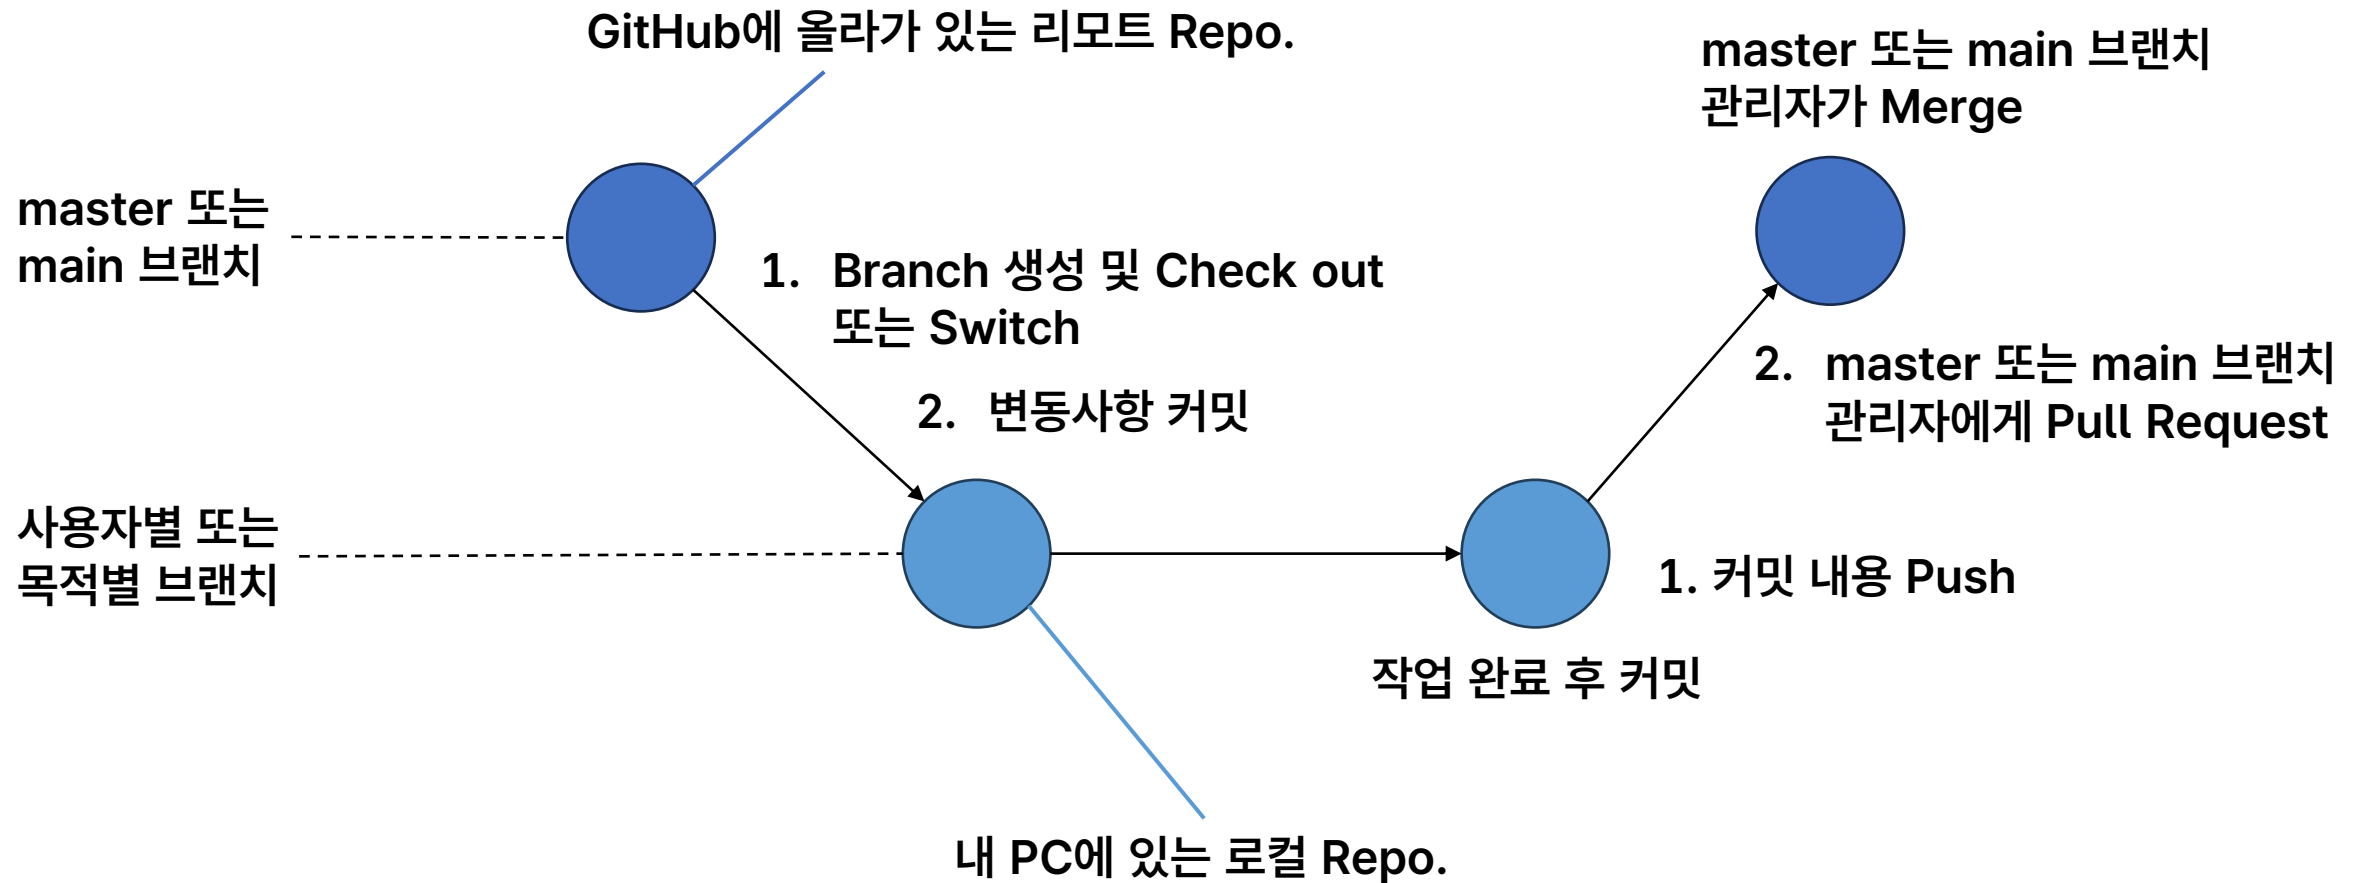 GitHub에 올라가 있는 리모트 Repo.
master 또는 main 브랜치
관리자가 Merge
master 또는
main 브랜치
1. Branch 생성 및 Check out
또는 Switch
2. 변동사항 커밋
2. master 또는 main 브랜치
관리자에게 Pull Request
사용자별 또는
목적별 브랜치
1. 커밋 내용 Push
작업 완료 후 커밋
내 PC에 있는 로컬 Repo.